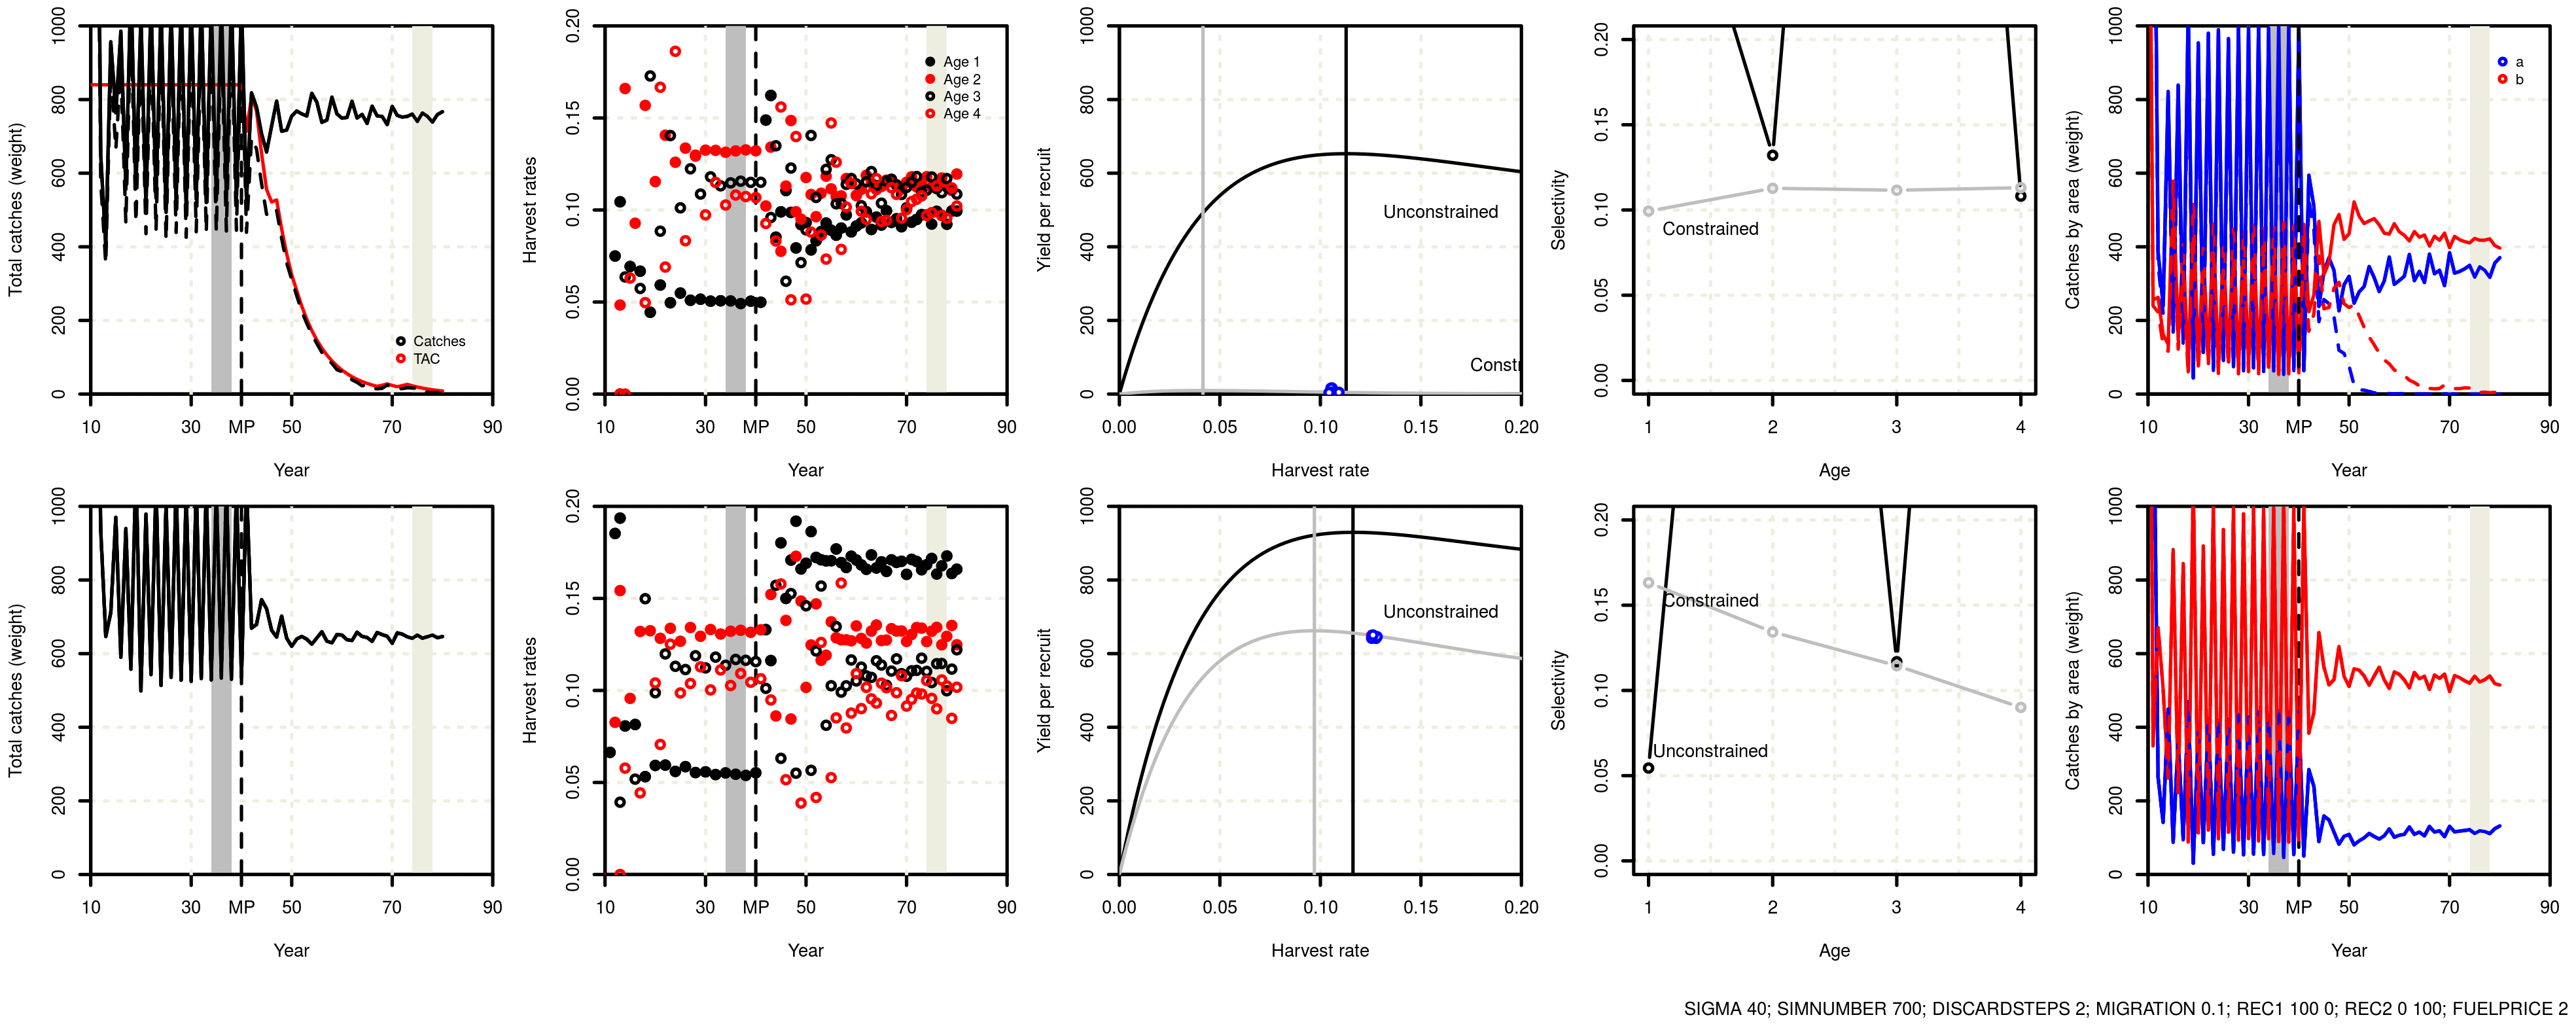 Total catches (weight)
0 200 400 600 800 1000
Catches
TAC
10 30 MP 50 70 90
Year
Harvest rates
0.00 0.05 0.10 0.15 0.20
Age 1
Age 2
Age 3
Age 4
10 30 MP 50 70 90
Year
Yield per recruit
0 200 400 600 800 1000
Unconstrained
Constr
0.00 0.05 0.10 0.15 0.20
Harvest rate
Selectivity
0.00 0.05 0.10 0.15 0.20
Constrained
1 2 3 4
Age
Catches by area (weight)
0 200 400 600 800 1000
a
b
10 30 MP 50 70 90
Year
Total catches (weight)
0 200 400 600 800 1000
10 30 MP 50 70 90
Year
Harvest rates
0.00 0.05 0.10 0.15 0.20
10 30 MP 50 70 90
Year
Yield per recruit
0 200 400 600 800 1000
Unconstrained
0.00 0.05 0.10 0.15 0.20
Harvest rate
Selectivity
0.00 0.05 0.10 0.15 0.20
Constrained
Unconstrained
1 2 3 4
Age
Catches by area (weight)
0 200 400 600 800 1000
10 30 MP 50 70 90
Year
SIGMA 40; SIMNUMBER 700; DISCARDSTEPS 2; MIGRATION 0.1; REC1 100 0; REC2 0 100; FUELPRICE 2